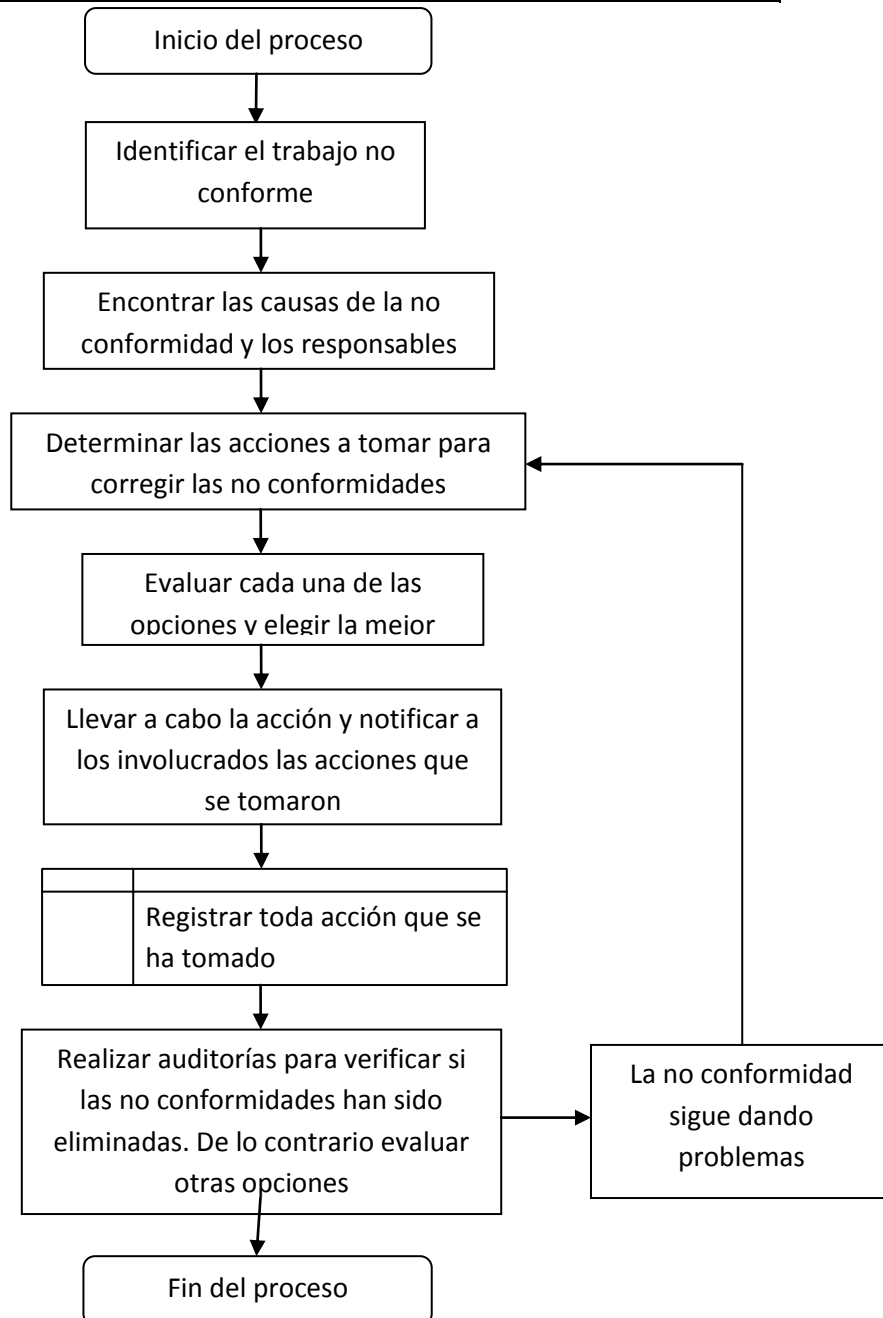 Inicio del proceso
Identificar el trabajo no
conforme
Encontrar las causas de la no
conformidad y los responsables
Determinar las acciones a tomar para
corregir las no conformidades
Evaluar cada una de las
opciones y elegir la mejor
Llevar a cabo la acción y notificar a
los involucrados las acciones que
se tomaron
Registrar toda acción que se
ha tomado
Realizar auditorías para verificar si
las no conformidades han sido
eliminadas. De lo contrario evaluar
otras opciones
La no conformidad
sigue dando
problemas
Fin del proceso